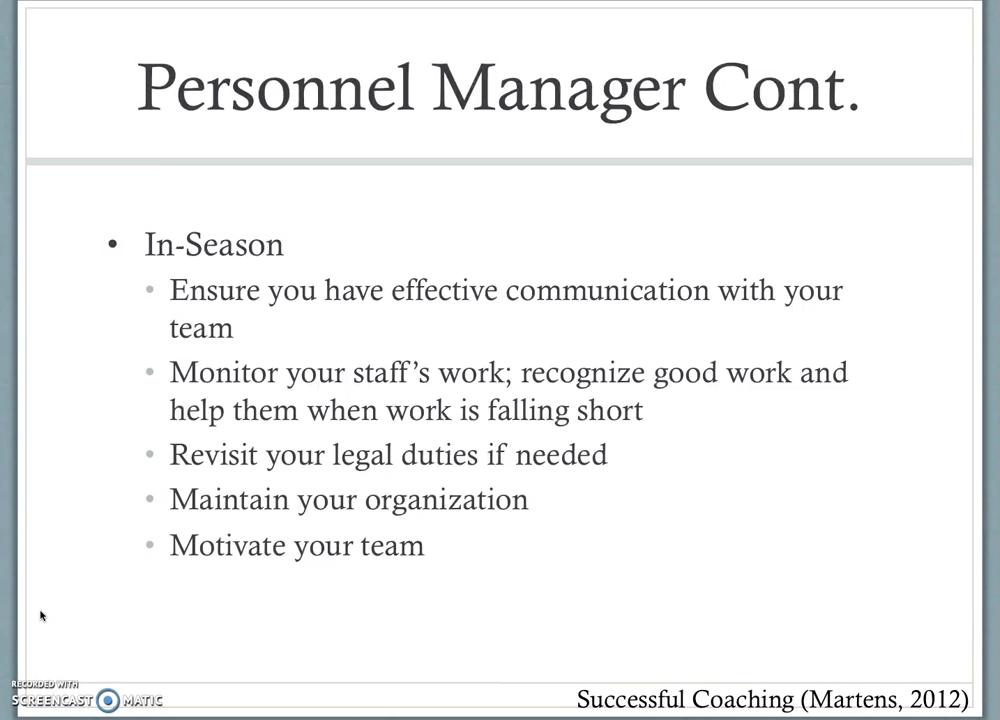 Personnel Manager Cont.
• In-Season
• Ensure you have effective communication with your
team
• Monitor your staff's work; recognize good work and
help them when work is falling short
• Revisit your legal duties if needed
• Maintain your organization
• Motivate your team
RECORDED WITH
SCREENCAST MATIC
Successful Coaching (Martens, 2012)